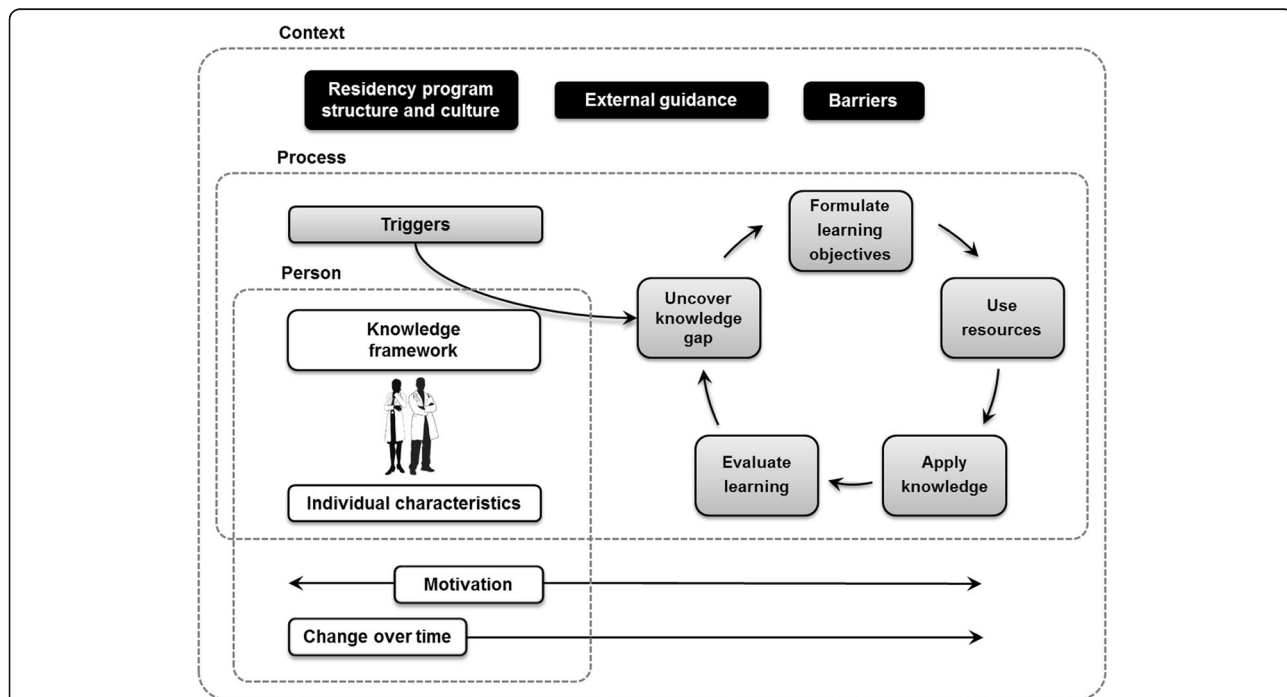 Context
Residency program
structure and culture
External guidance
Barriers
Process
Triggers
Person
Knowledge
framework
Individual characteristics
Uncover
knowledge
gap
Formulate
learning
objectives
Use
resources
Apply
knowledge
Evaluate
learning
Motivation
Change over time